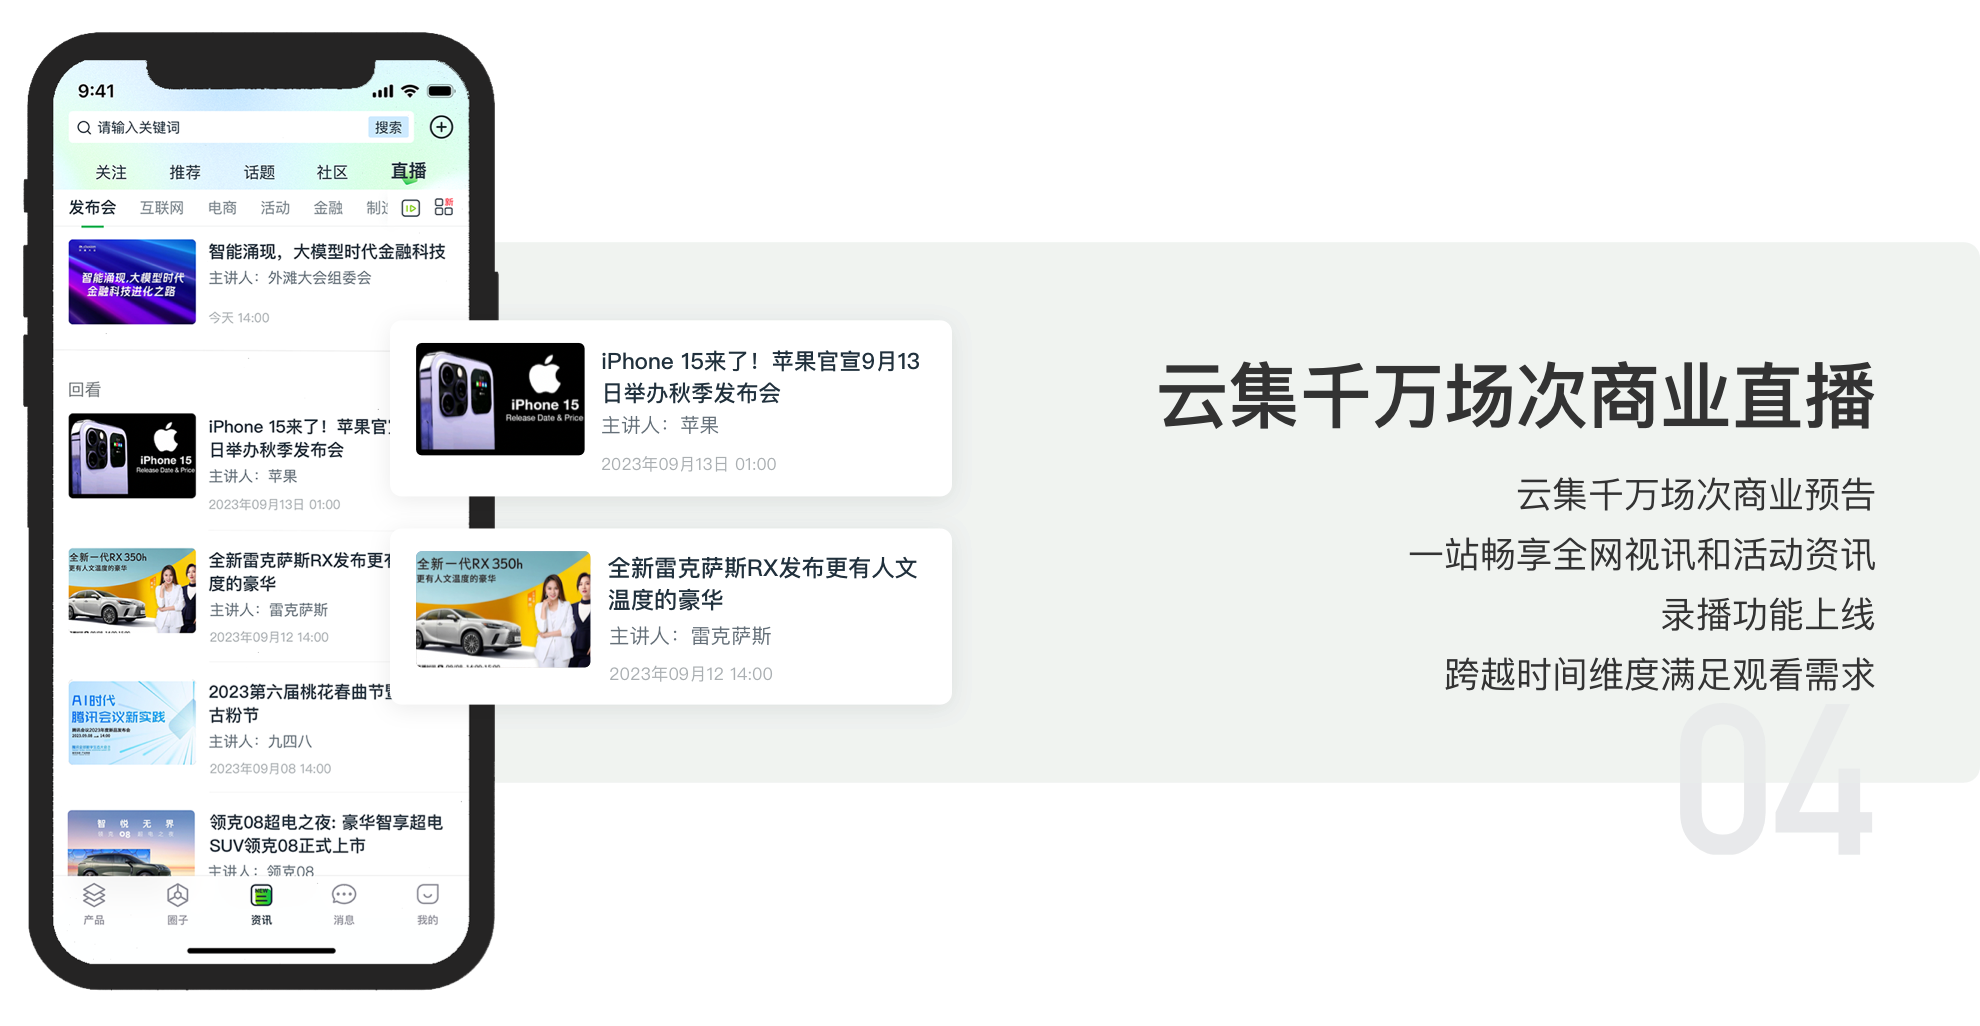 9:41
请输入关键词
搜索
关注 推荐 话题 社区 直播
发布会 互联网 电商 活动 金融
新
智能涌现,大模型时代
金融科技进化之路
智能涌现，大模型时代金融科技
主讲人：外滩大会组委会
今天 14:00
回看
iPhone 15
Release Date & Price
iPhone 15来了！苹果官
日举办秋季发布会
主讲人：苹果
2023年09月13日 01:00
全新一代RX 350h
更有人文温度的豪华
全新雷克萨斯RX发布更有
度的豪华
主讲人：雷克萨斯
2023年09月12 14:00
AI时代
腾讯会议新实践
腾讯会议2023年度新品发布会
2023第六届桃花春曲节暨
古粉节
主讲人：九四八
2023年09月08 14:00
智 悦 无 界
领克08超电之夜: 豪华智享超电
SUV领克08正式上市
主讲人：领克08
产品
圈子
NEW
资讯
消息
我的
iPhone 15
Release Date & Price
iPhone 15来了！苹果官宣9月13
日举办秋季发布会
主讲人：苹果
2023年09月13日 01:00
全新一代RX 350h
更有人文温度的豪华
全新雷克萨斯RX发布更有人文
温度的豪华
主讲人：雷克萨斯
2023年09月12 14:00
云集千万场次商业直播
云集千万场次商业预告
一站畅享全网视讯和活动资讯
录播功能上线
跨越时间维度满足观看需求
04